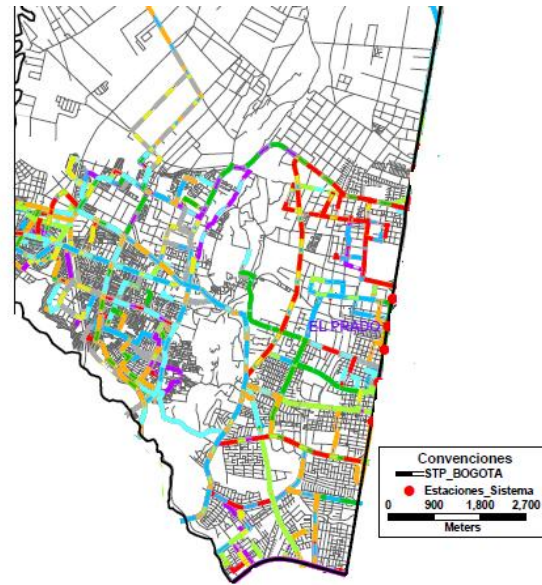 EL PRADO
Convenciones
STP_BOGOTA
Estaciones_Sistema
0 900 1,800 2,700
Meters